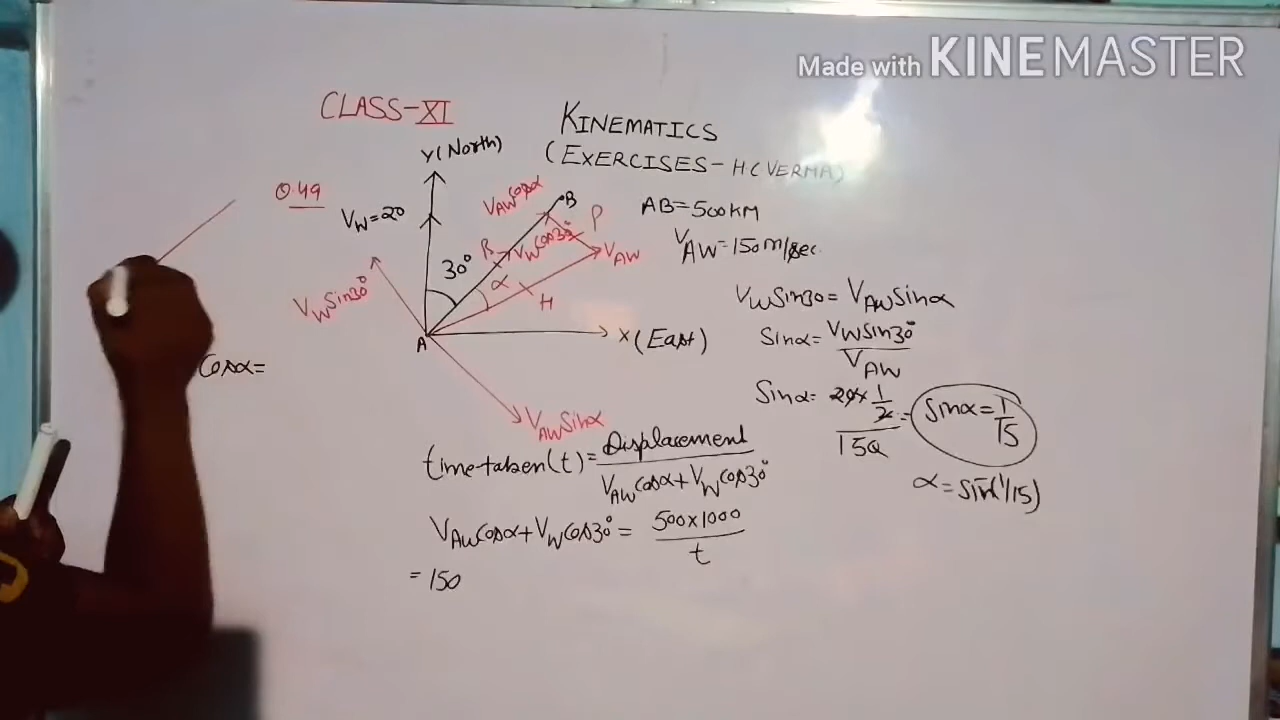 Made with KINEMASTER
CLASS-XI
KINEMATICS
(EXERCISES-HCVERMA)
Q.49
Y(North)
VW=20
30°
VAWCosα
B
P
VWCos30°
R
VAW
α
H
VWSin30°
A
X(East)
VAWSinα
AB=500KM
VAW=150m/sec.
VWSin30=VAWSinα
Sinα=VWSin30°/VAW
Sinα=20×1/2/150=Sinα=1/15
α=Sin⁻(1/15)
Cosα=
time taken(t)=Displacement/VAWCosα+VWCos30°
VAWCosα+VWCos30°=500×1000/t
=150